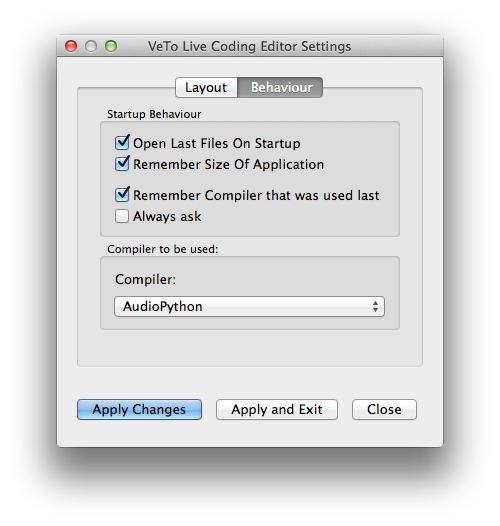 VeTo Live Coding Editor Settings
Layout Behaviour
Startup Behaviour
Open Last Files On Startup
Remember Size Of Application
Remember Compiler that was used last
Always ask
Compiler to be used:
Compiler:
AudioPython
Apply Changes Apply and Exit Close